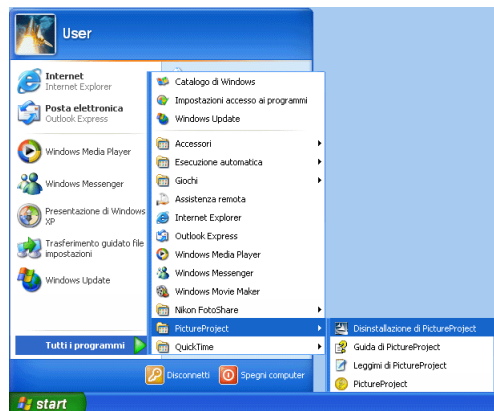 User
Internet
Internet Explorer
Posta elettronica
Outlook Express
Windows Media Player
Windows Messenger
Presentazione di Windows
XP
Trasferimento guidato file
impostazioni
Windows Update
Tutti i programmi
Catalogo di Windows
Impostazioni accesso ai programmi
Windows Update
Accessori
Esecuzione automatica
Giochi
Assistenza remota
Internet Explorer
Outlook Express
Windows Media Player
Windows Messenger
Windows Movie Maker
Nikon FotoShare
PictureProject
QuickTime
Disinstallazione di PictureProject
Guida di PictureProject
Leggimi di PictureProject
PictureProject
Disconnetti
Spegni computer
start